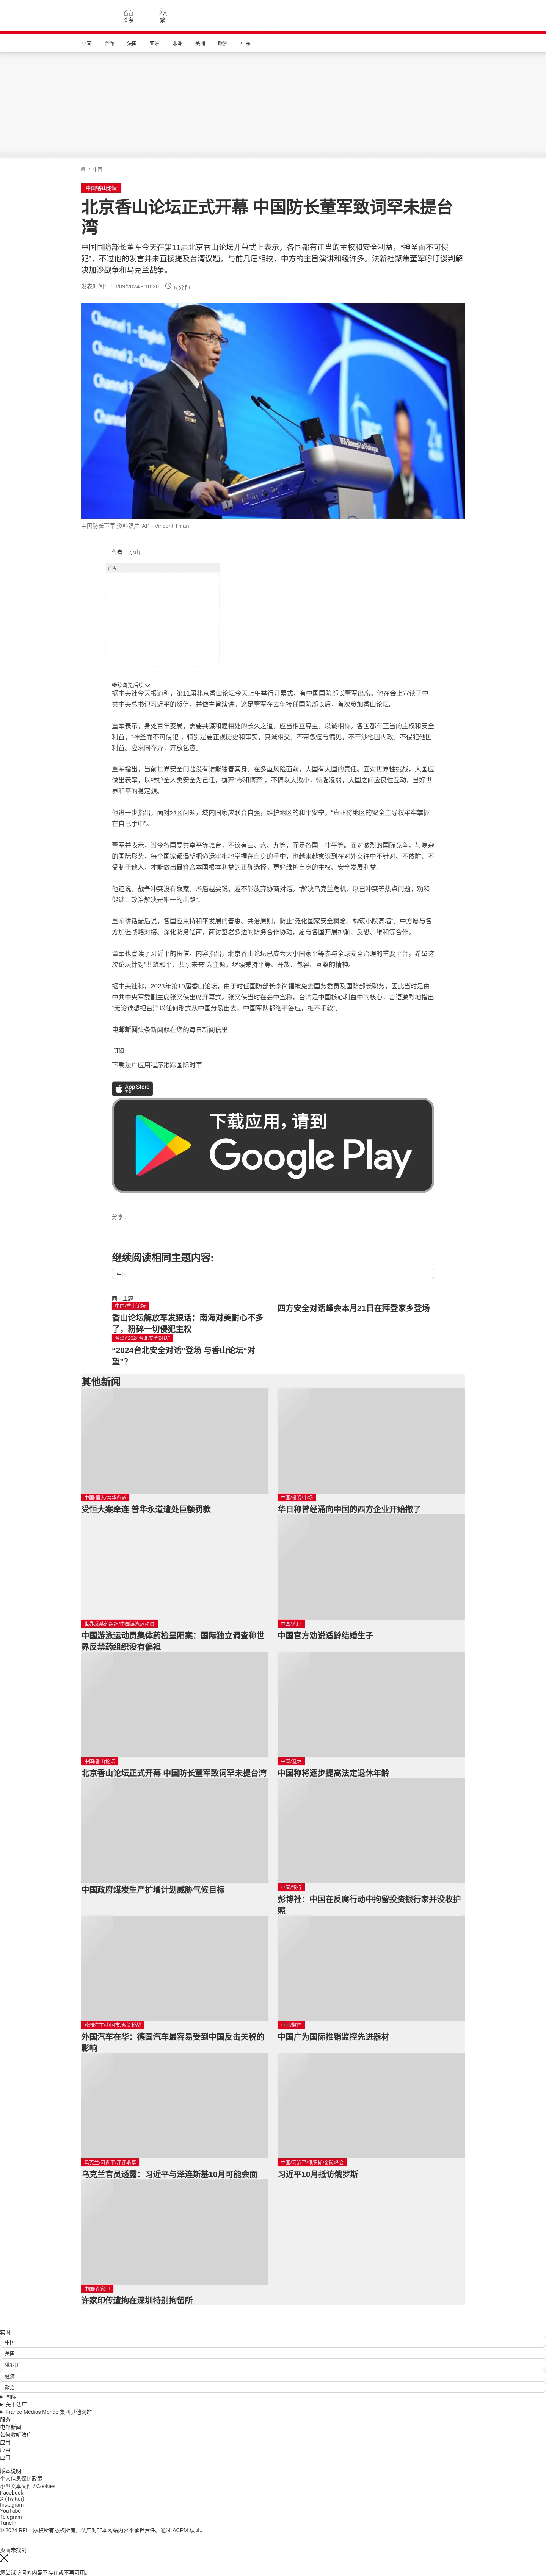 头条
繁
中国
台海
法国
亚洲
非洲
美洲
欧洲
中东
/ 中国
中国/香山论坛
北京香山论坛正式开幕 中国防长董军致词罕未提台
湾
中国国防部长董军今天在第11届北京香山论坛开幕式上表示，各国都有正当的主权和安全利益，“神圣而不可侵
犯”，不过他的发言并未直接提及台湾议题，与前几届相较，中方的主旨演讲和缓许多。法新社聚焦董军呼吁谈判解
决加沙战争和乌克兰战争。
发表时间： 13/09/2024 - 10:20
6 分钟
Channel 1:
中国防长董军 资料照片 AP - Vincent Thian
作者： 小山
广告
继续浏览后续
据中央社今天报道称，第11届北京香山论坛今天上午举行开幕式，有中国国防部长董军出席。他在会上宣读了中
共中央总书记习近平的贺信，并做主旨演讲。这是董军在去年接任国防部长后，首次参加香山论坛。
董军表示，身处百年变局，需要共谋和睦相处的长久之道，应当相互尊重，以诚相待。各国都有正当的主权和安全
利益，“神圣而不可侵犯”，特别是要正视历史和事实，真诚相交，不带傲慢与偏见，不干涉他国内政，不侵犯他国
利益。应求同存异，开放包容。
董军指出，当前世界安全问题没有谁能独善其身。在多重风险面前，大国有大国的责任。面对世界性挑战，大国应
做出表率，以维护全人类安全为己任，摒弃“零和博弈”，不搞以大欺小，恃强凌弱，大国之间应良性互动，当好世
界和平的稳定源。
他进一步指出，面对地区问题，域内国家应联合自强，维护地区的和平安宁，“真正将地区的安全主导权牢牢掌握
在自己手中”。
董军并表示，当今各国要共享平等舞台，不该有三、六、九等，而是各国一律平等。面对激烈的国际竞争，与复杂
的国际形势，每个国家都渴望把命运牢牢地掌握在自身的手中，也越来越意识到在对外交往中不针对、不依附、不
受制于他人，才能做出最符合本国根本利益的正确选择，更好维护自身的主权、安全发展利益。
他还说，战争冲突没有赢家，矛盾越尖锐，越不能放弃协商对话。“解决乌克兰危机、以巴冲突等热点问题，劝和
促谈、政治解决是唯一的出路”。
董军讲话最后说，各国应秉持和平发展的普惠、共治原则，防止“泛化国家安全概念、构筑小院高墙”。中方愿与各
方加强战略对接、深化防务磋商，商讨签署多边的防务合作协动，愿与各国开展护航、反恐、维和等合作。
董军也宣读了习近平的贺信。内容指出，北京香山论坛已成为大小国家平等参与全球安全治理的重要平台，希望这
次论坛针对“共筑和平、共享未来”为主题，继续秉持平等、开放、包容、互鉴的精神。
据中央社称，2023年第10届香山论坛，由于时任国防部长李尚福被免去国务委员及国防部长职务，因此当时是由
中共中央军委副主席张又侠出席开幕式。张又侠当时在会中宣称，台湾是中国核心利益中的核心，言语激烈地指出
“无论谁想把台湾以任何形式从中国分裂出去，中国军队都绝不答应，绝不手软”。
电邮新闻头条新闻就在您的每日新闻信里
订阅
下载法广应用程序跟踪国际时事
App Store
下载
下载应用，请到
Google Play
分享 :
继续阅读相同主题内容:
中国
同一主题
中国/香山论坛
香山论坛解放军发狠话：南海对美耐心不多
了，粉碎一切侵犯主权
四方安全对话峰会本月21日在拜登家乡登场
台湾/“2024台北安全对话”
“2024台北安全对话”登场 与香山论坛“对
望”？
其他新闻
中国/恒大/普华永道
受恒大案牵连 普华永道遭处巨额罚款
中国/投资/市场
华日称曾经涌向中国的西方企业开始撤了
世界反禁药组织/中国游泳运动员
中国游泳运动员集体药检呈阳案：国际独立调查称世
界反禁药组织没有偏袒
中国/人口
中国官方劝说适龄结婚生子
中国/香山论坛
北京香山论坛正式开幕 中国防长董军致词罕未提台湾
中国/退休
中国称将逐步提高法定退休年龄
中国政府煤炭生产扩增计划威胁气候目标
中国/银行
彭博社：中国在反腐行动中拘留投资银行家并没收护
照
欧洲汽车/中国市场/关税战
外国汽车在华：德国汽车最容易受到中国反击关税的
影响
中国/监控
中国广为国际推销监控先进器材
乌克兰/习近平/泽连斯基
乌克兰官员透露：习近平与泽连斯基10月可能会面
中国/习近平/俄罗斯/金砖峰会
习近平10月抵访俄罗斯
中国/许家印
许家印传遭拘在深圳特别拘留所
实时
中国
美国
俄罗斯
经济
政治
国际
关于法广
France Médias Monde 集团其他网站
服务
电邮新闻
如何收听法广
应用
应用
应用
版本说明
个人信息保护政策
小型文本文件 / Cookies
Facebook
X (Twitter)
Instagram
YouTube
Telegram
TuneIn
© 2024 RFI – 版权所有版权所有。法广对非本网站内容不承担责任。通过 ACPM 认证。
页面未找到
您尝试访问的内容不存在或不再可用。